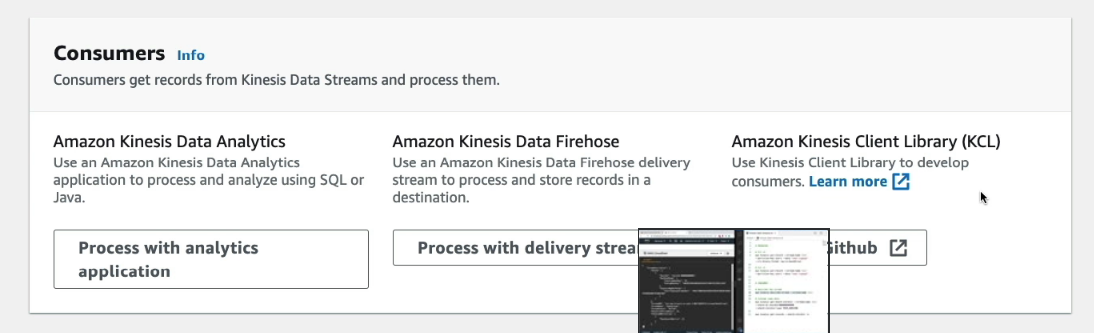 Consumers Info
Consumers get records from Kinesis Data Streams and process them.
Amazon Kinesis Data Analytics
Use an Amazon Kinesis Data Analytics
application to process and analyze using SQL or
Java.
Process with analytics
application
Amazon Kinesis Data Firehose
Use an Amazon Kinesis Data Firehose delivery
stream to process and store records in a
destination.
Process with delivery strea
Amazon Kinesis Client Library (KCL)
Use Kinesis Client Library to develop
consumers. Learn more
Github